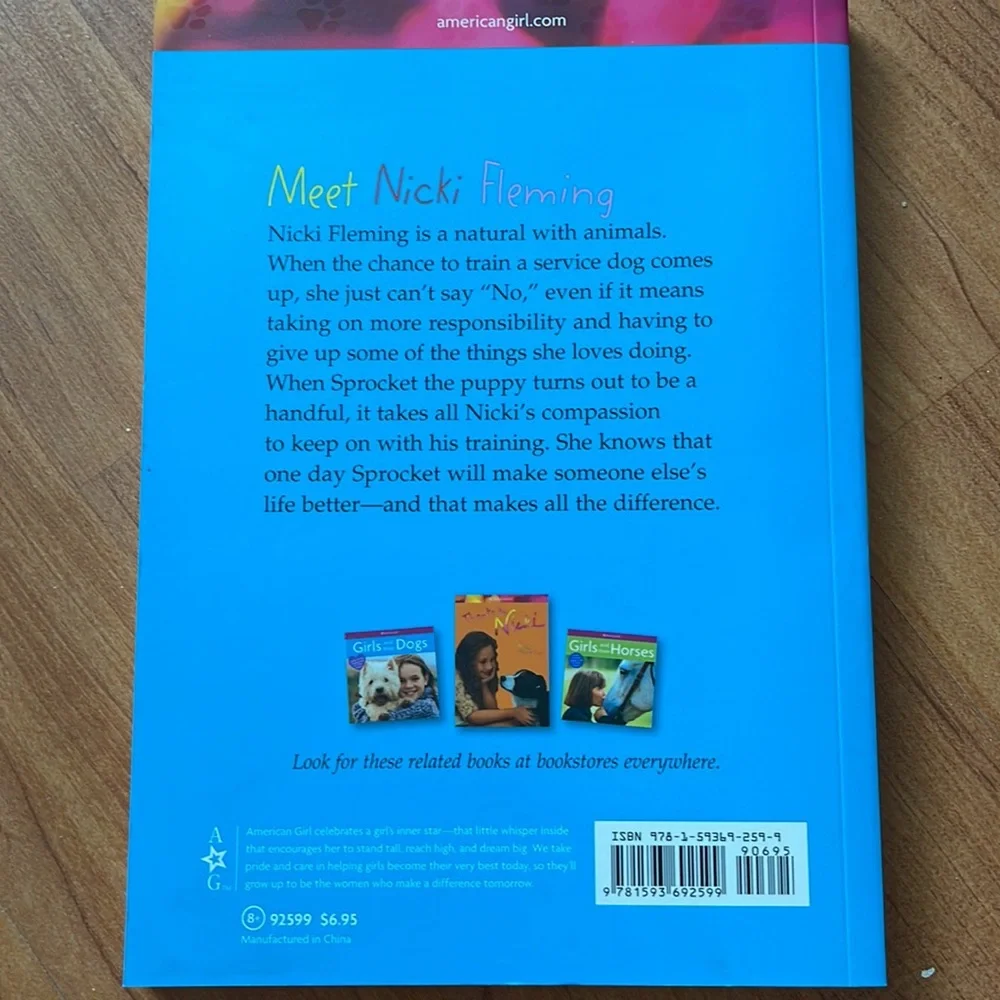 americangirl.com
Meet Nicki Fleming
Nicki Fleming is a natural with animals.
When the chance to train a service dog comes
up, she just can't say “No,” even if it means
taking on more responsibility and having to
give up some of the things she loves doing.
When Sprocket the puppy turns out to be a
handful, it takes all Nicki's compassion
to keep on with his training. She knows that
one day Sprocket will make someone else's
life better—and that makes all the difference.
Girls and their Dogs
Nicki
Girls and their Horses
Look for these related books at bookstores everywhere.
A
G
American Girl celebrates a girl's inner star—that little whisper inside
that encourages her to stand tall, reach high, and dream big. We take
pride and care in helping girls become their very best today, so they'll
grow up to be the women who make a difference tomorrow.
8+ 92599 $6.95
Manufactured in China
ISBN 978-1-59369-259-9
90695
9 781593 692599